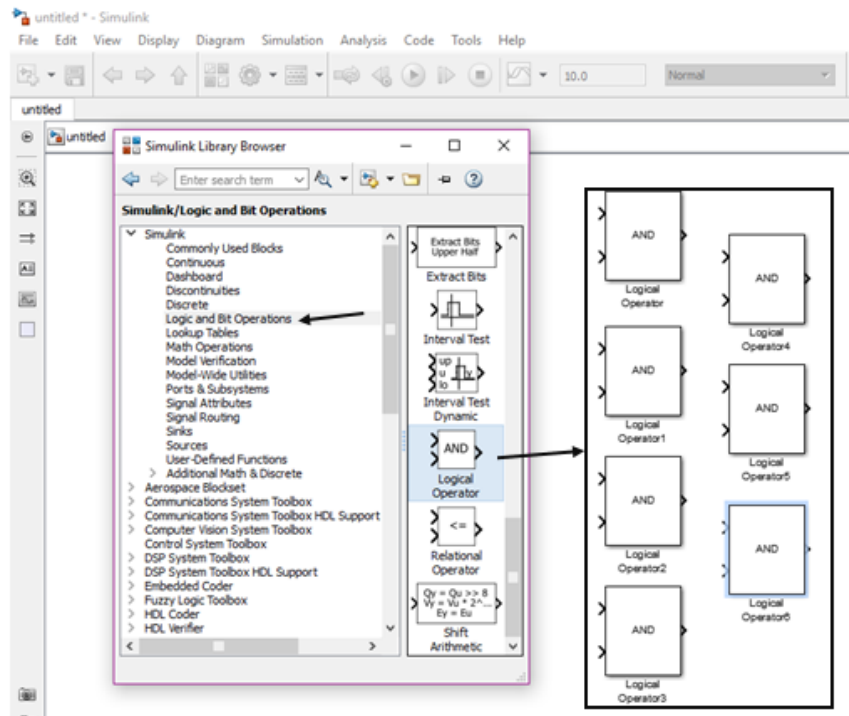 untitled * - Simulink
File Edit View Display Diagram Simulation Analysis Code Tools Help
10.0 Normal
untitled
untitled
Simulink Library Browser
Enter search term
Simulink/Logic and Bit Operations
Simulink
Commonly Used Blocks
Continuous
Dashboard
Discontinuities
Discrete
Logic and Bit Operations
Lookup Tables
Math Operations
Model Verification
Model-Wide Utilities
Ports & Subsystems
Signal Attributes
Signal Routing
Sinks
Sources
User-Defined Functions
Additional Math & Discrete
Aerospace Blockset
Communications System Toolbox
Communications System Toolbox HDL Support
Computer Vision System Toolbox
Control System Toolbox
DSP System Toolbox
DSP System Toolbox HDL Support
Embedded Coder
Fuzzy Logic Toolbox
HDL Coder
HDL Verifier
Extract Bits
Upper Half
Extract Bits
Interval Test
up
u y
lo
Interval Test
Dynamic
AND
Logical
Operator
<=
Relational
Operator
Qy = Qu >> 8
Vy = Vu * 2^...
Ey = Eu
Shift
Arithmetic
AND
Logical
Operator
AND
Logical
Operator1
AND
Logical
Operator2
AND
Logical
Operator3
AND
Logical
Operator4
AND
Logical
Operator5
AND
Logical
Operator6